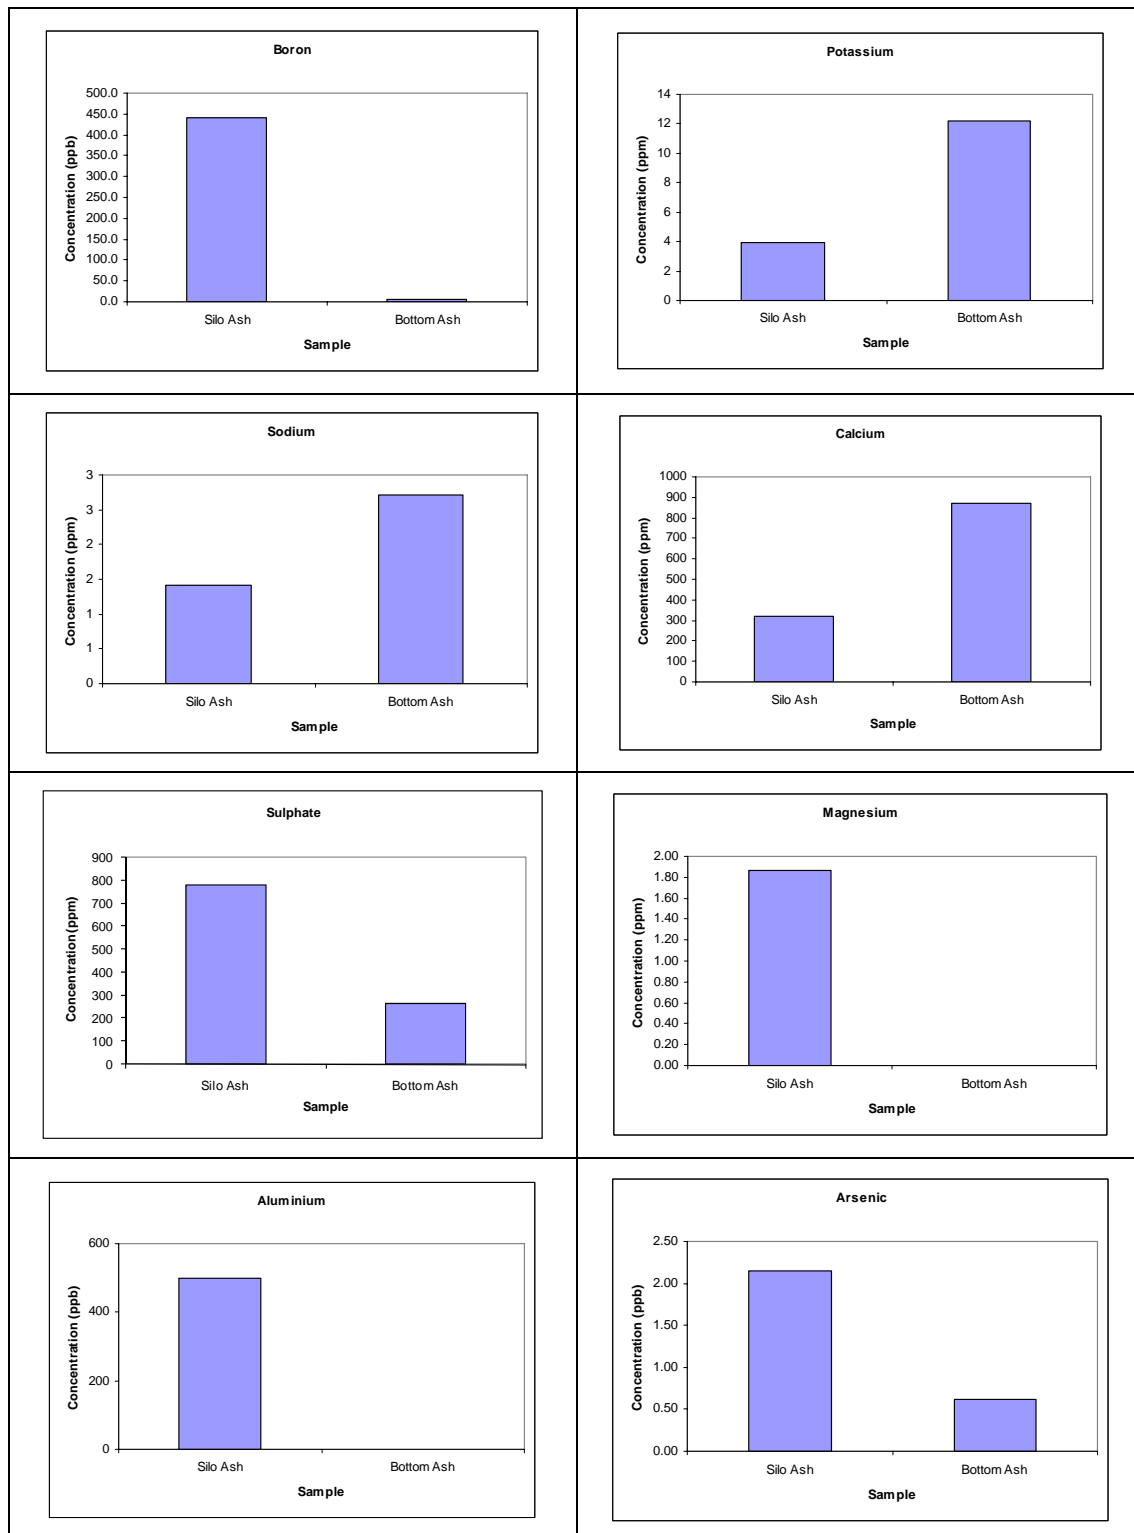 Boron
Concentration (ppb)
500.0
450.0
400.0
350.0
300.0
250.0
200.0
150.0
100.0
50.0
0.0
Silo Ash Bottom Ash
Sample
Potassium
Concentration (ppm)
14
12
10
8
6
4
2
0
Silo Ash Bottom Ash
Sample
Sodium
Concentration (ppm)
3
3
2
2
1
1
0
Silo Ash Bottom Ash
Sample
Calcium
Concentration (ppm)
1000
900
800
700
600
500
400
300
200
100
0
Silo Ash Bottom Ash
Sample
Sulphate
Concentration(ppm)
900
800
700
600
500
400
300
200
100
0
Silo Ash Bottom Ash
Sample
Magnesium
Concentration (ppm)
2.00
1.80
1.60
1.40
1.20
1.00
0.80
0.60
0.40
0.20
0.00
Silo Ash Bottom Ash
Sample
Aluminium
Concentration (ppb)
600
400
200
0
Silo Ash Bottom Ash
Sample
Arsenic
Concentration (ppb)
2.50
2.00
1.50
1.00
0.50
0.00
Silo Ash Bottom Ash
Sample